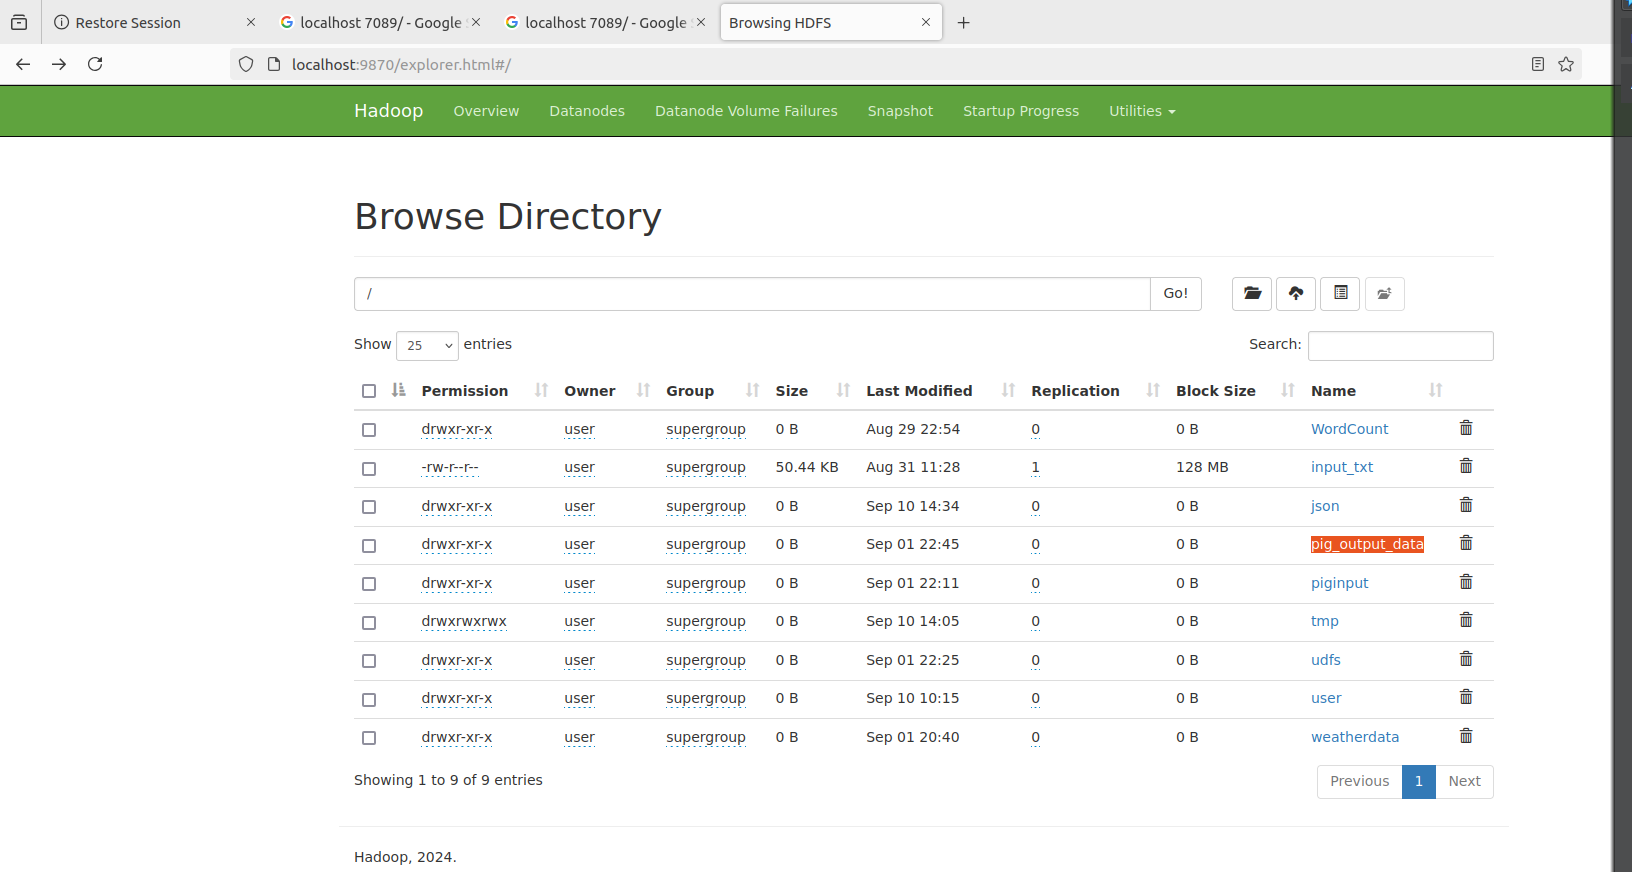 Restore Session
localhost 7089/ - Google
localhost 7089/ - Google
Browsing HDFS
localhost:9870/explorer.html#/
Hadoop Overview Datanodes Datanode Volume Failures Snapshot Startup Progress Utilities
Browse Directory
/ Go!
Show 25 entries Search:
Permission Owner Group Size Last Modified Replication Block Size Name
drwxr-xr-x user supergroup 0 B Aug 29 22:54 0 0 B WordCount
-rw-r--r-- user supergroup 50.44 KB Aug 31 11:28 1 128 MB input_txt
drwxr-xr-x user supergroup 0 B Sep 10 14:34 0 0 B json
drwxr-xr-x user supergroup 0 B Sep 01 22:45 0 0 B pig_output_data
drwxr-xr-x user supergroup 0 B Sep 01 22:11 0 0 B piginput
drwxrwxrwx user supergroup 0 B Sep 10 14:05 0 0 B tmp
drwxr-xr-x user supergroup 0 B Sep 01 22:25 0 0 B udfs
drwxr-xr-x user supergroup 0 B Sep 10 10:15 0 0 B user
drwxr-xr-x user supergroup 0 B Sep 01 20:40 0 0 B weatherdata
Showing 1 to 9 of 9 entries Previous 1 Next
Hadoop, 2024.